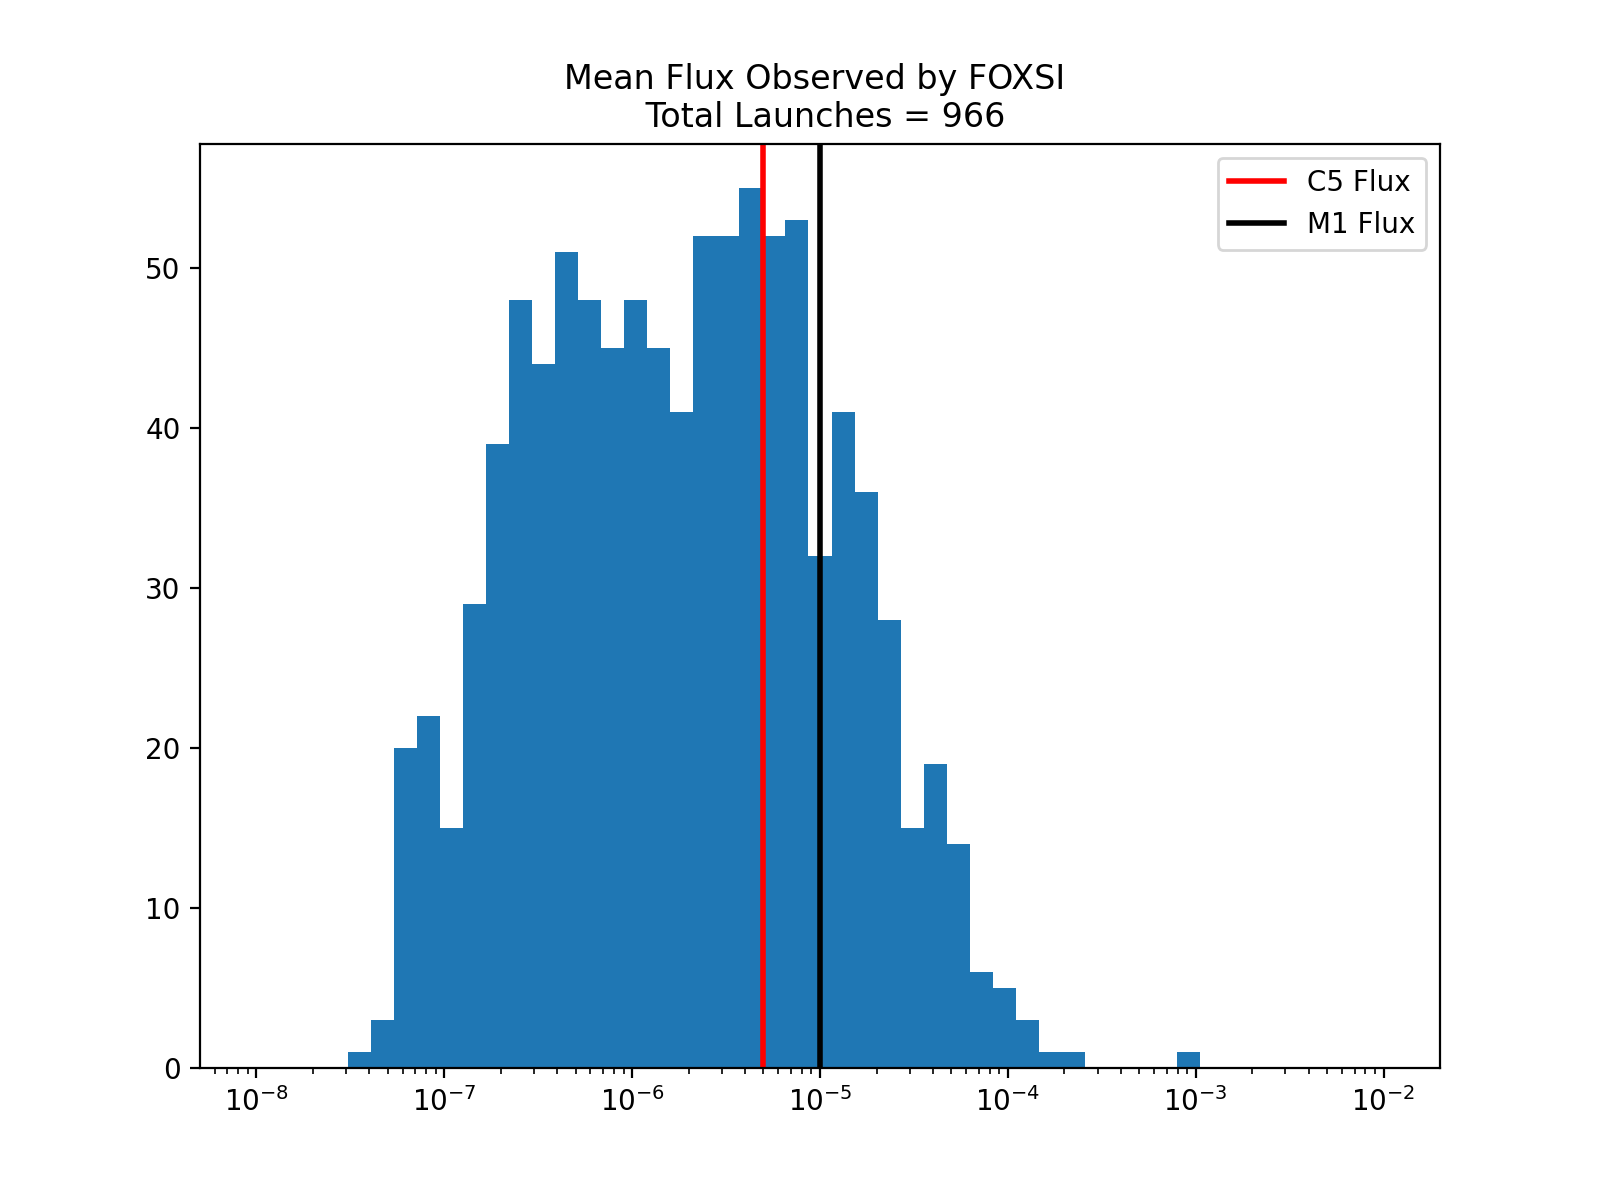 Mean Flux Observed by FOXSI
Total Launches = 966
C5 Flux
M1 Flux
50
40
30
20
10
0
10⁻⁸ 10⁻⁷ 10⁻⁶ 10⁻⁵ 10⁻⁴ 10⁻³ 10⁻²